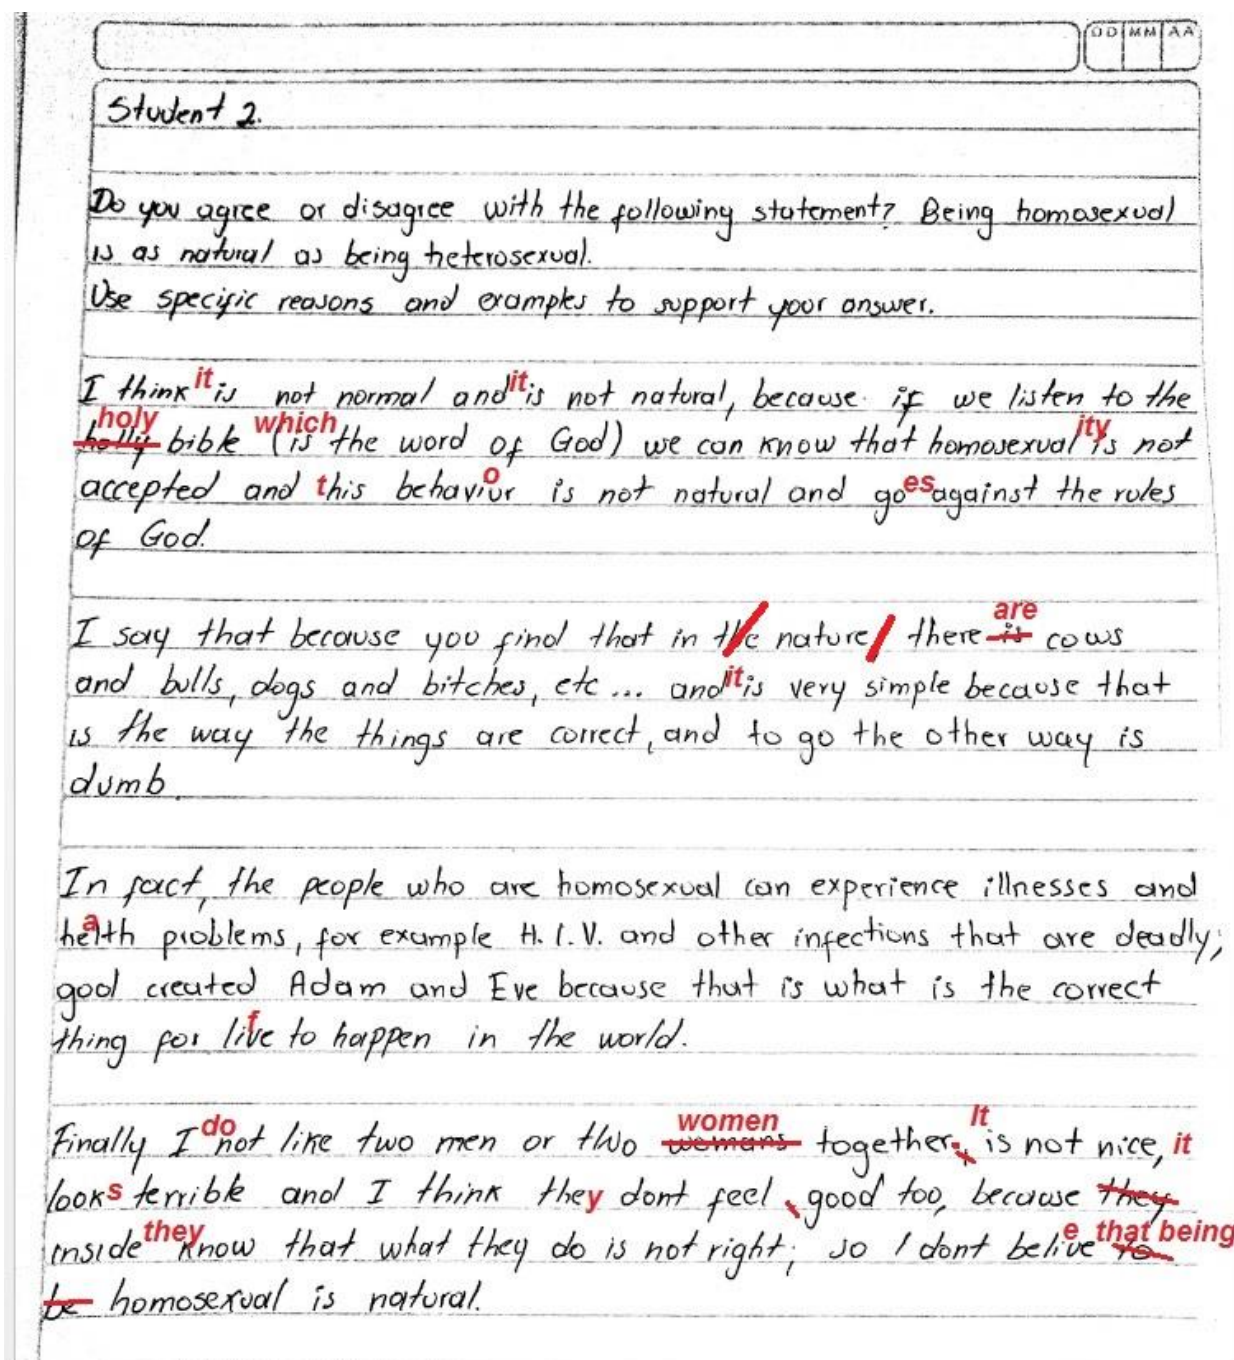 DD MM AA
Student 2.
Do you agree or disagree with the following statement? Being homosexual
is as natural as being heterosexual.
Use specific reasons and examples to support your answer.
I think it is not normal and it is not natural, because if we listen to the
holy which
holly bible (is the word of God) we can know that homosexual ity is not
accepted and this behaviour o is not natural and go es against the rules
of God.
are
I say that because you find that in the nature / there is cows
and bulls, dogs and bitches, etc... and it is very simple because that
is the way the things are correct, and to go the other way is
dumb.
In fact, the people who are homosexual can experience illnesses and
a
helth problems, for example H.I.V. and other infections that are deadly;
god created Adam and Eve because that is what is the correct
f
thing for live to happen in the world.
do women It
Finally I not like two men or two womans together. is not nice, it
looks terrible and I think they dont feel good too, because they
they e that being
inside know that what they do is not right; so I dont belive to
be homosexual is natural.